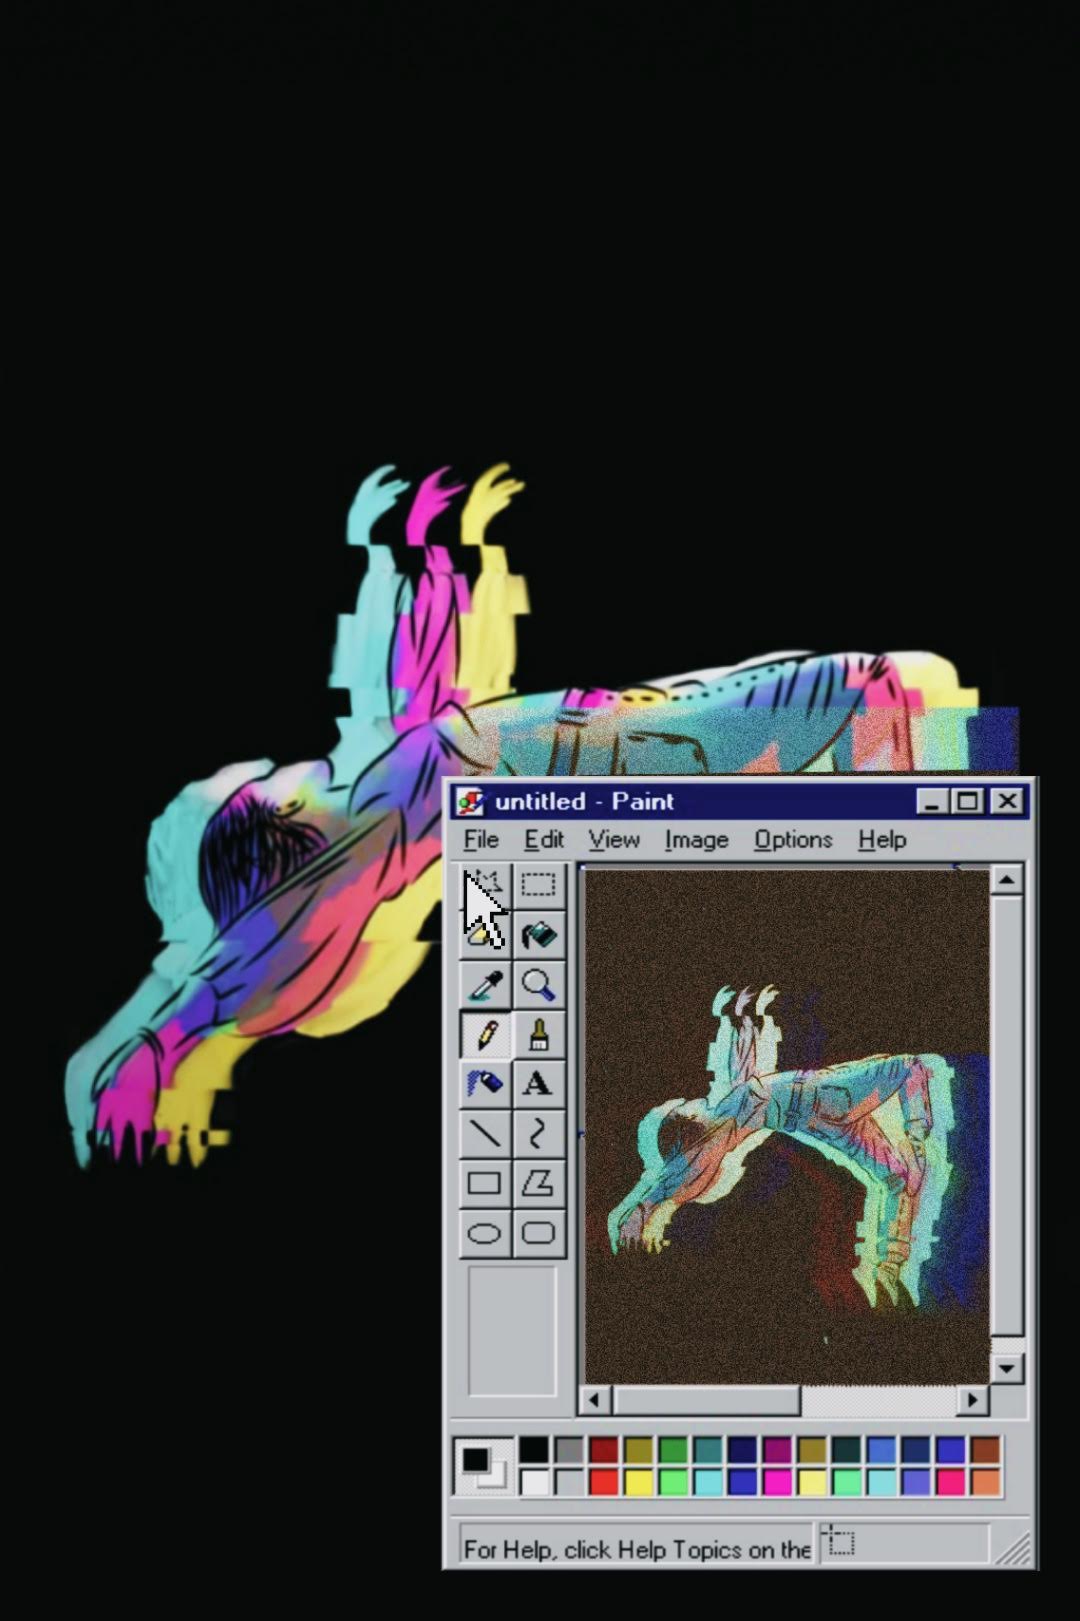 untitled - Paint
File Edit View Image Options Help
A
For Help, click Help Topics on the